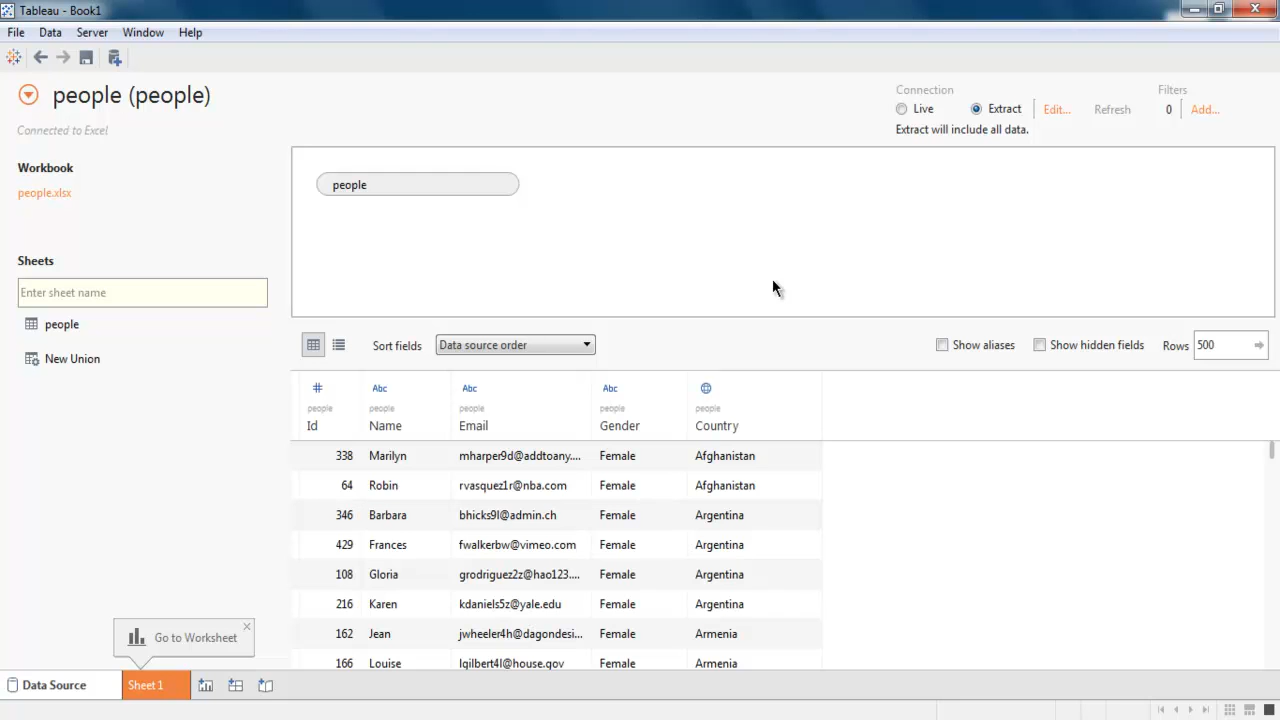 Tableau - Book1
File Data Server Window Help
people (people)
Connected to Excel
Connection
Live Extract Edit... Refresh
Extract will include all data.
Filters
0 Add...
Workbook
people.xlsx
Sheets
Enter sheet name
people
New Union
people
Sort fields Data source order Show aliases Show hidden fields Rows 500
# Abc Abc Abc
people people people people people
Id Name Email Gender Country
338 Marilyn mharper9d@addtoany.... Female Afghanistan
64 Robin rvasquez1r@nba.com Female Afghanistan
346 Barbara bhicks9l@admin.ch Female Argentina
429 Frances fwalkerbw@vimeo.com Female Argentina
108 Gloria grodriguez2z@hao123.... Female Argentina
216 Karen kdaniels5z@yale.edu Female Argentina
162 Jean jwheeler4h@dagondesi... Female Armenia
166 Louise lgilbert4l@house.gov Female Armenia
Go to Worksheet
Data Source Sheet 1